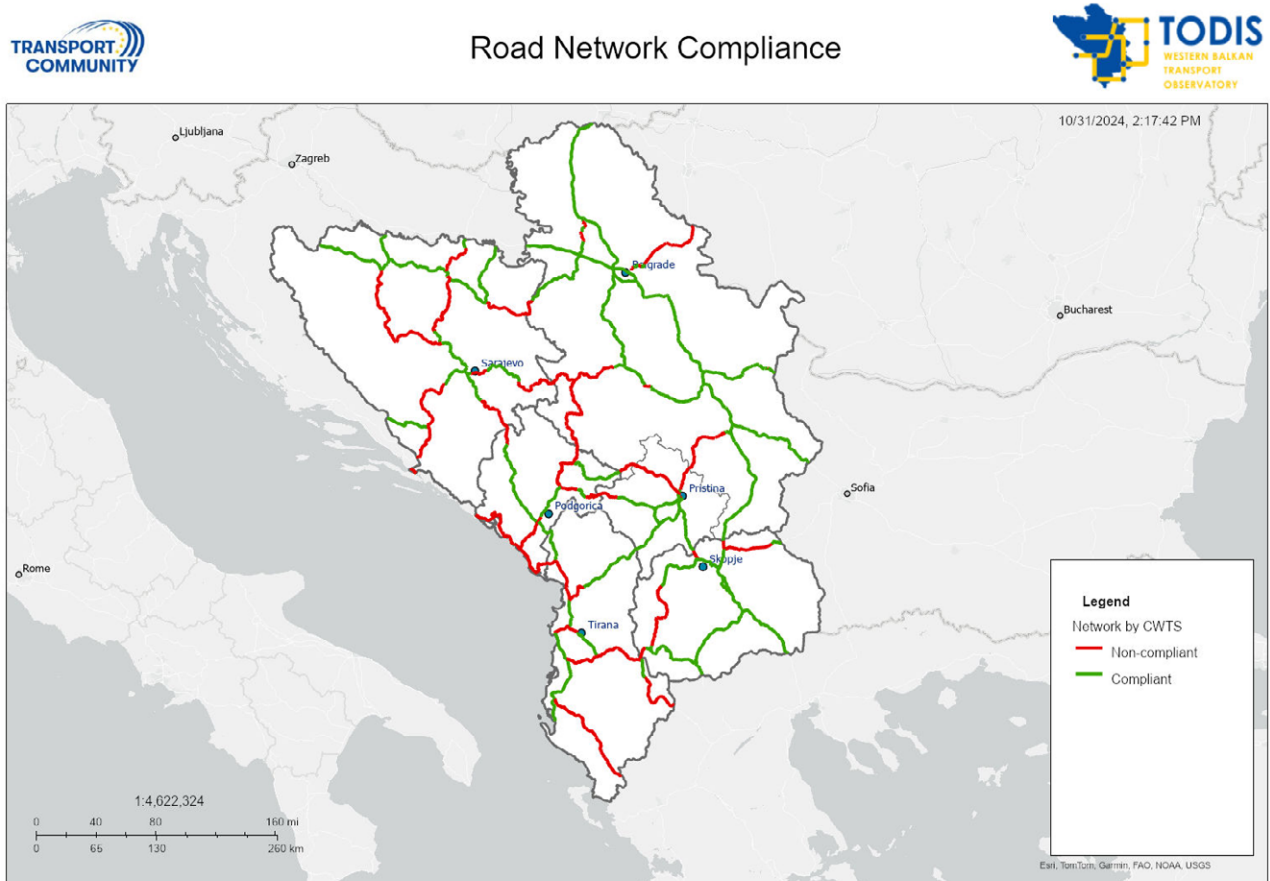 TRANSPORT
COMMUNITY
Road Network Compliance
TODIS
WESTERN BALKAN
TRANSPORT
OBSERVATORY
10/31/2024, 2:17:42 PM
Ljubljana
Zagreb
Belgrade
Bucharest
Sarajevo
Sofia
Pristina
Podgorica
Skopje
Rome
Tirana
Legend
Network by CWTS
Non-compliant
Compliant
1:4,622,324
0 40 80 160 mi
0 65 130 260 km
Esri, TomTom, Garmin, FAO, NOAA, USGS